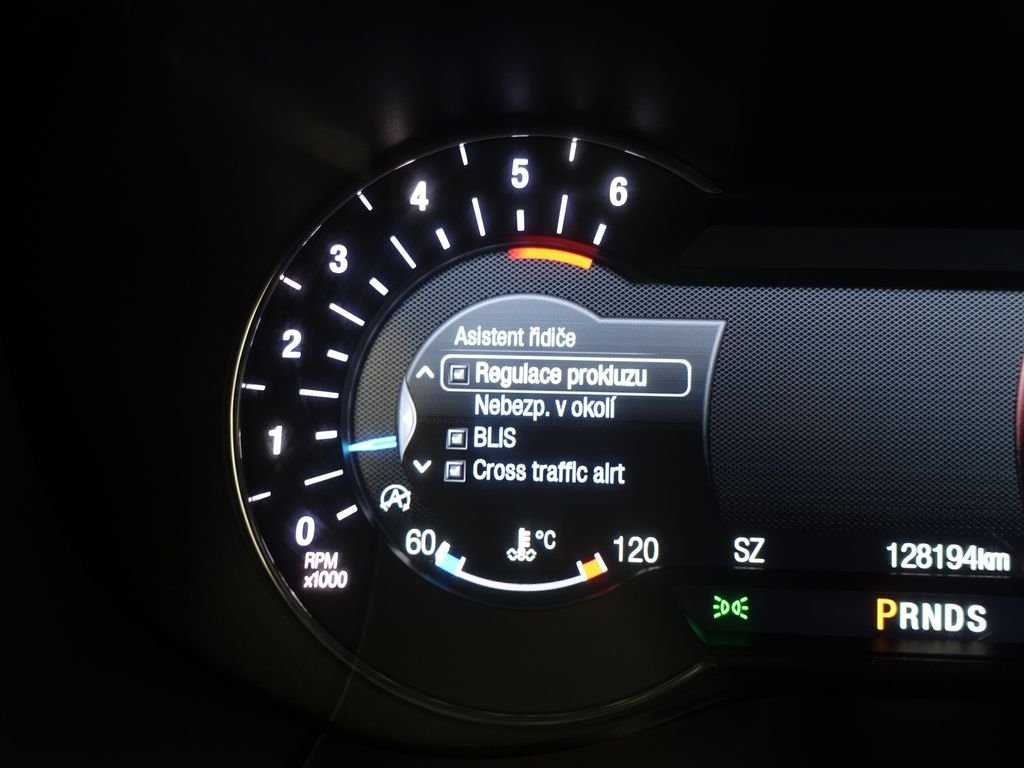 6
5
4
3
2
1
0
RPM
x1000
Asistent řidiče
Regulace prokluzu
Nebezp. v okolí
BLIS
Cross traffic alrt
A
60 °C 120
SZ 128194km
PRNDS